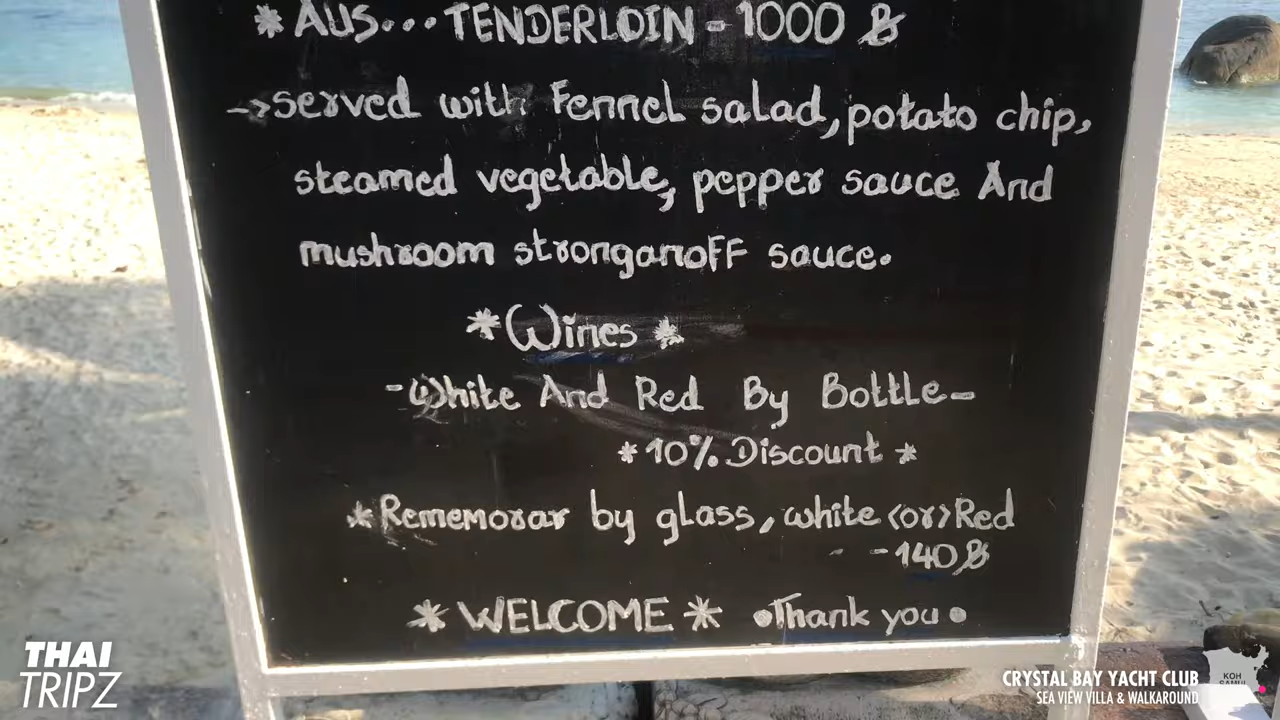 * AUS... TENDERLOIN - 1000 ฿
→ served with Fennel salad, potato chip,
steamed vegetable, pepper sauce And
mushroom stronganoFF sauce.
* Wines *
- White And Red By Bottle -
* 10% Discount *
* Rememorar by glass, white <or> Red
- 140 ฿
* WELCOME * • Thank you •
THAI
TRIPZ
CRYSTAL BAY YACHT CLUB
SEA VIEW VILLA & WALKAROUND
KOH
SAMUI